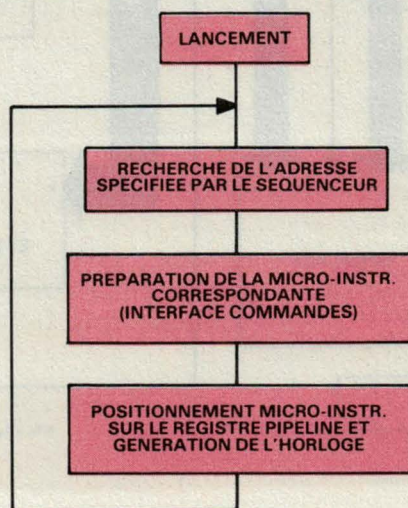 LANCEMENT
RECHERCHE DE L'ADRESSE
SPECIFIEE PAR LE SEQUENCEUR
PREPARATION DE LA MICRO-INSTR.
CORRESPONDANTE
(INTERFACE COMMANDES)
POSITIONNEMENT MICRO-INSTR.
SUR LE REGISTRE PIPELINE ET
GENERATION DE L'HORLOGE